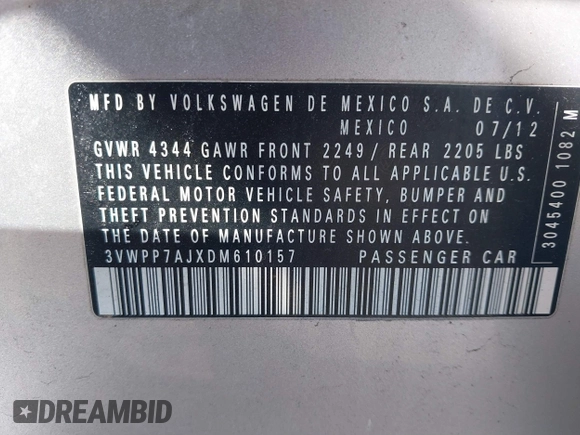 MFD BY VOLKSWAGEN DE MEXICO S.A. DE C.V.
MEXICO 07/12
GVWR 4344 GAWR FRONT 2249 / REAR 2205 LBS
THIS VEHICLE CONFORMS TO ALL APPLICABLE U.S.
FEDERAL MOTOR VEHICLE SAFETY, BUMPER AND
THEFT PREVENTION STANDARDS IN EFFECT ON
THE DATE OF MANUFACTURE SHOWN ABOVE.
3VWPP7AJXDM610157 PASSENGER CAR
3045400 1082 M
DREAMBID